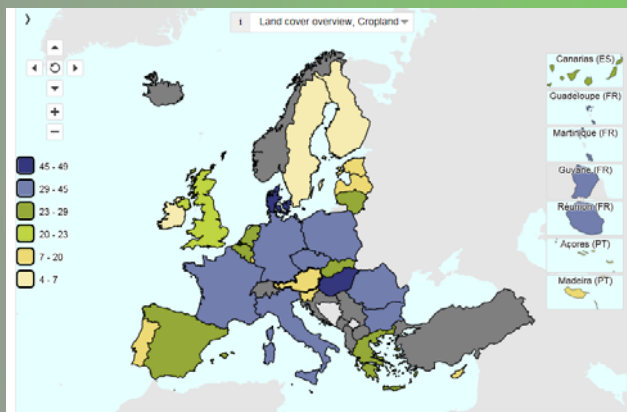 Land cover overview, Cropland
45 - 49
29 - 45
23 - 29
20 - 23
7 - 20
4 - 7
Canarias (ES)
Guadeloupe (FR)
Martinique (FR)
Guyane (FR)
Réunion (FR)
Açores (PT)
Madeira (PT)